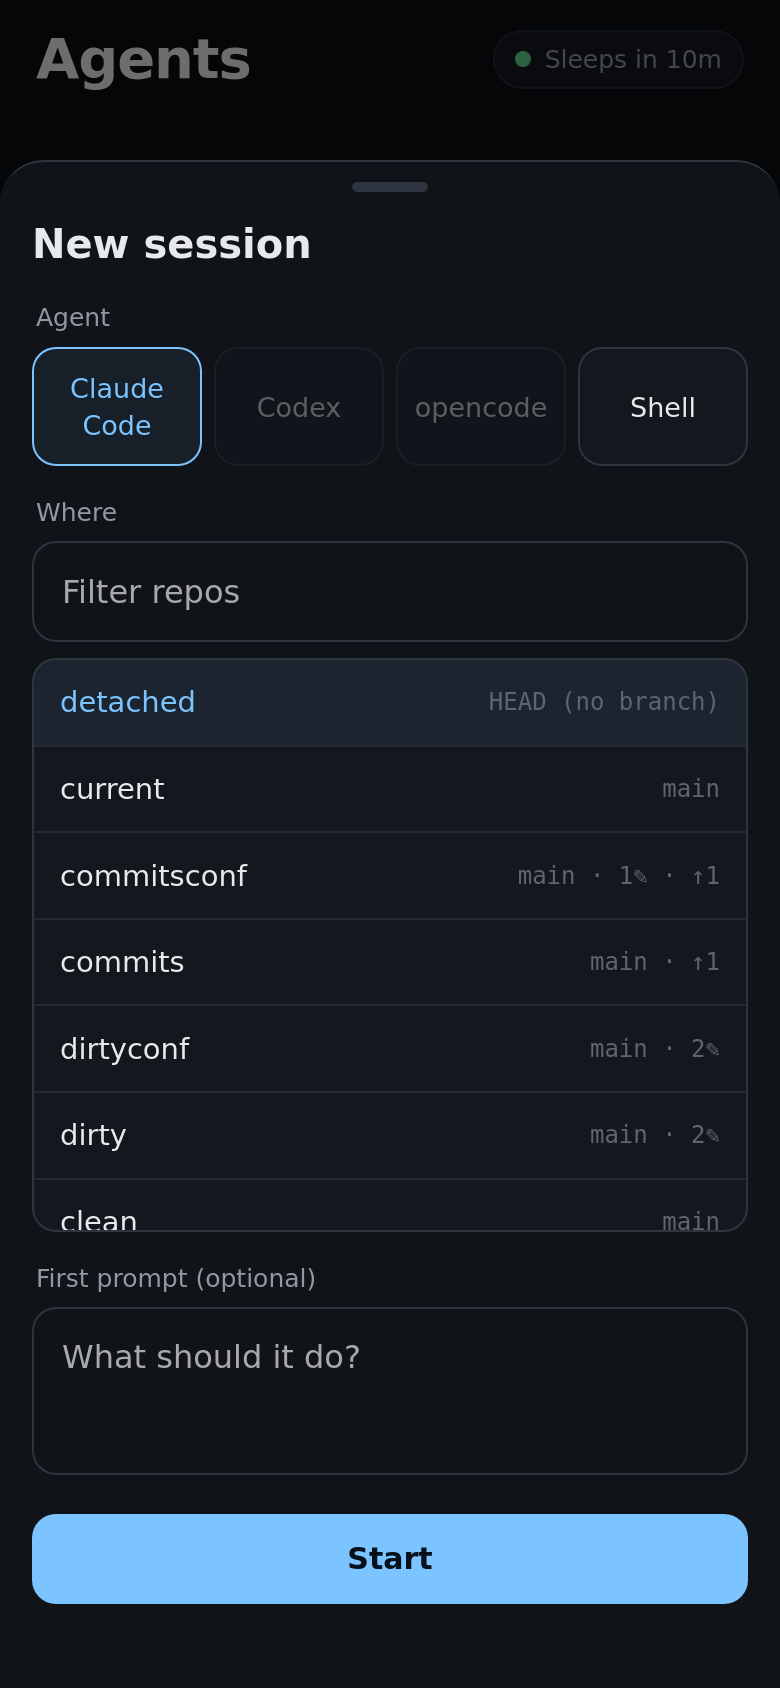 Agents
Sleeps in 10m
New session
Agent
Claude
Code
Codex
opencode
Shell
Where
Filter repos
detached HEAD (no branch)
current main
commitsconf main · 1✎ · ↑1
commits main · ↑1
dirtyconf main · 2✎
dirty main · 2✎
clean main
First prompt (optional)
What should it do?
Start